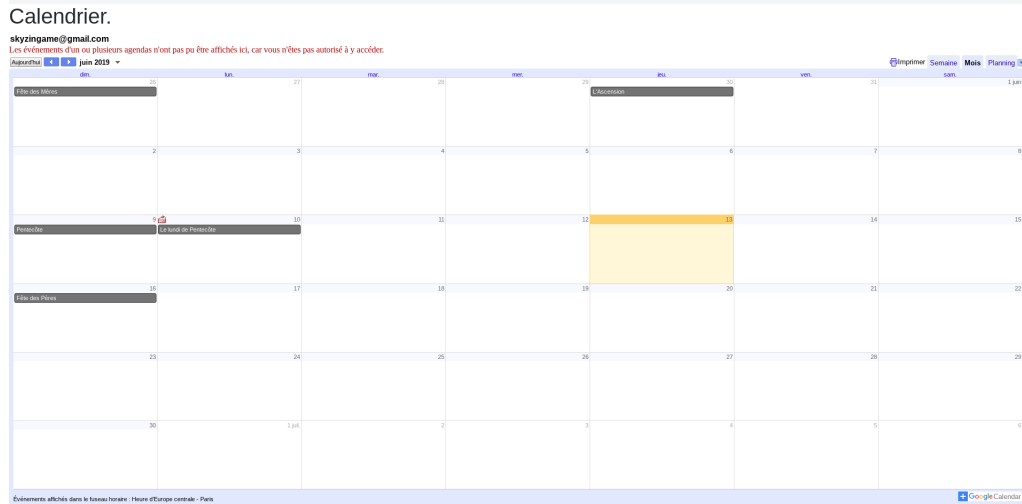 Calendrier.
skyzingame@gmail.com
Les événements d'un ou plusieurs agendas n'ont pas pu être affichés ici, car vous n'êtes pas autorisé à y accéder.
Aujourd'hui juin 2019 Imprimer Semaine Mois Planning
dim. lun. mar. mer. jeu. ven. sam.
26 27 28 29 30 31 1 juin
Fête des Mères L'Ascension
2 3 4 5 6 7 8
9 10 11 12 13 14 15
Pentecôte Le lundi de Pentecôte
16 17 18 19 20 21 22
Fête des Pères
23 24 25 26 27 28 29
30 1 juil 2 3 4 5 6
Événements affichés dans le fuseau horaire : Heure d'Europe centrale - Paris Google Calendar